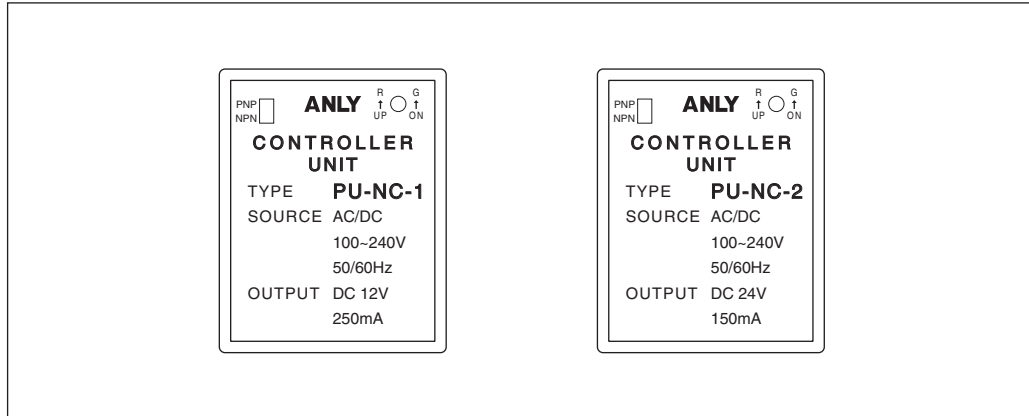 PNP
NPN
ANLY
R G
↑ ↑
UP ON
CONTROLLER
UNIT
TYPE PU-NC-1
SOURCE AC/DC
100~240V
50/60Hz
OUTPUT DC 12V
250mA
PNP
NPN
ANLY
R G
↑ ↑
UP ON
CONTROLLER
UNIT
TYPE PU-NC-2
SOURCE AC/DC
100~240V
50/60Hz
OUTPUT DC 24V
150mA